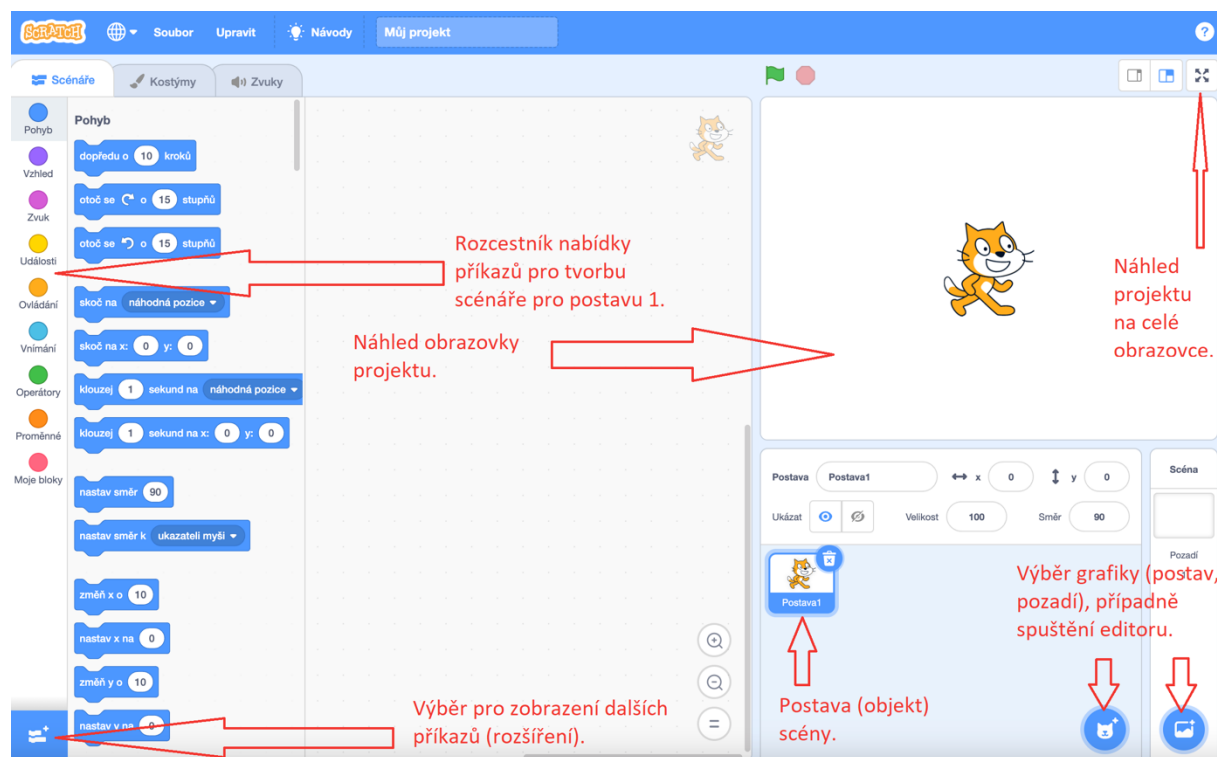 SCRATCH Soubor Upravit Návody Můj projekt ?
Scénáře Kostýmy Zvuky
Pohyb
Vzhled
Zvuk
Události
Ovládání
Vnímání
Operátory
Proměnné
Moje bloky
Pohyb
dopředu o 10 kroků
otoč se o 15 stupňů
otoč se o 15 stupňů
skoč na náhodná pozice
skoč na x: 0 y: 0
klouzej 1 sekund na náhodná pozice
klouzej 1 sekund na x: 0 y: 0
nastav směr 90
nastav směr k ukazateli myši
změň x o 10
nastav x na 0
změň y o 10
nastav y na 0
Rozcestník nabídky
příkazů pro tvorbu
scénáře pro postavu 1.
Náhled obrazovky
projektu.
Výběr pro zobrazení dalších
příkazů (rozšíření).
Náhled
projektu
na celé
obrazovce.
Postava Postava1 x 0 y 0
Ukázat Velikost 100 Směr 90
Postava1
Scéna
Pozadí
Výběr grafiky (postav,
pozadí), případně
spuštění editoru.
Postava (objekt)
scény.